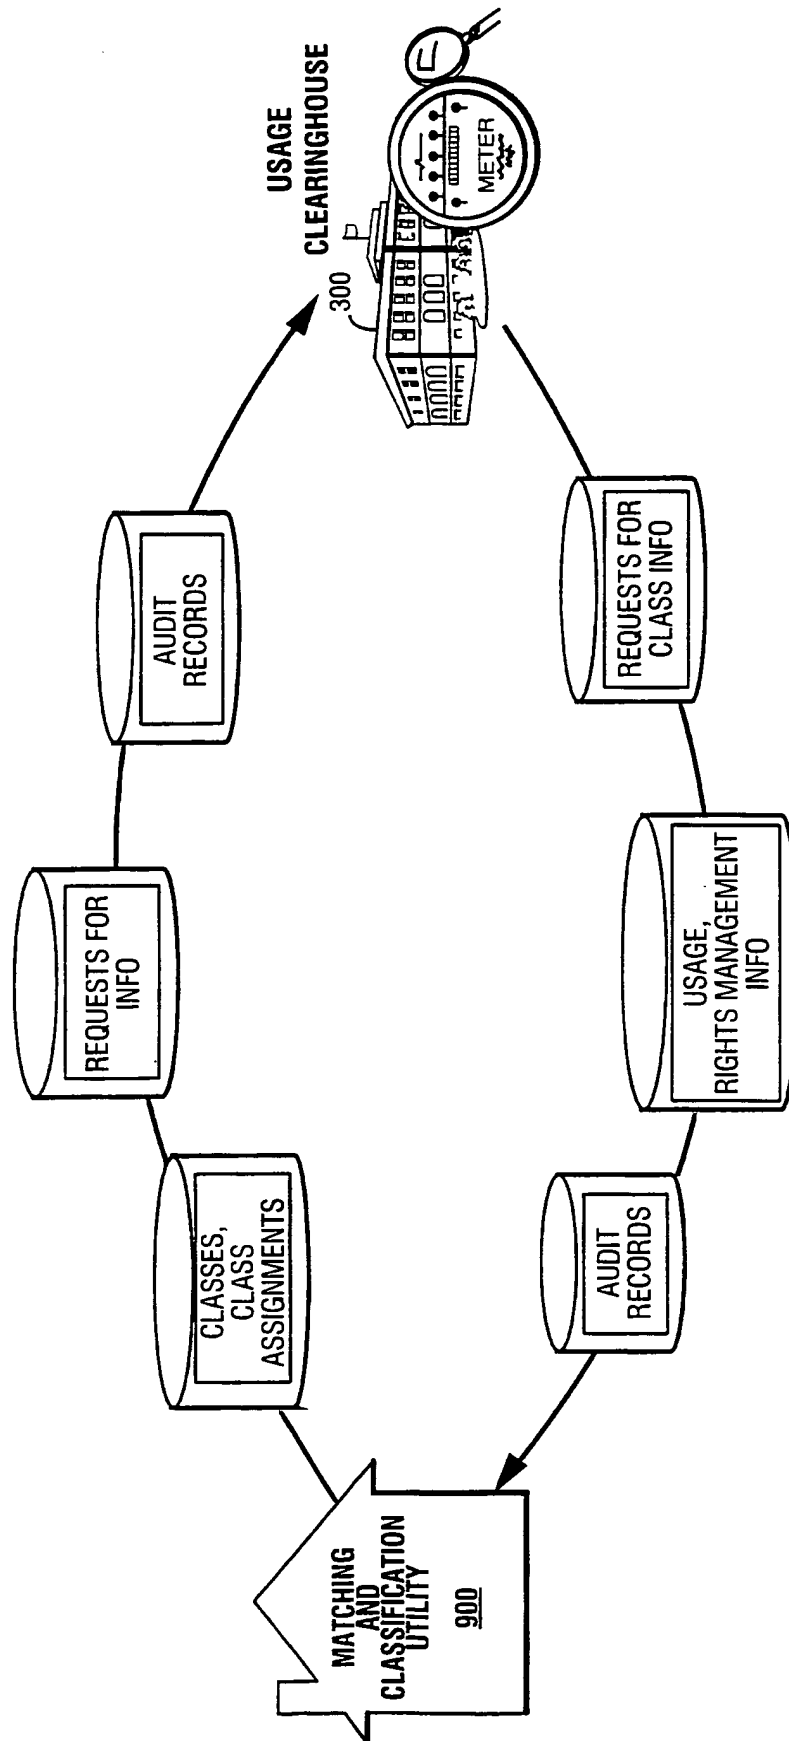 USAGE
CLEARINGHOUSE
300
METER
AUDIT
RECORDS
REQUESTS FOR
INFO
CLASSES,
CLASS
ASSIGNMENTS
MATCHING
AND
CLASSIFICATION
UTILITY
900
REQUESTS FOR
CLASS INFO
USAGE,
RIGHTS MANAGEMENT
INFO
AUDIT
RECORDS